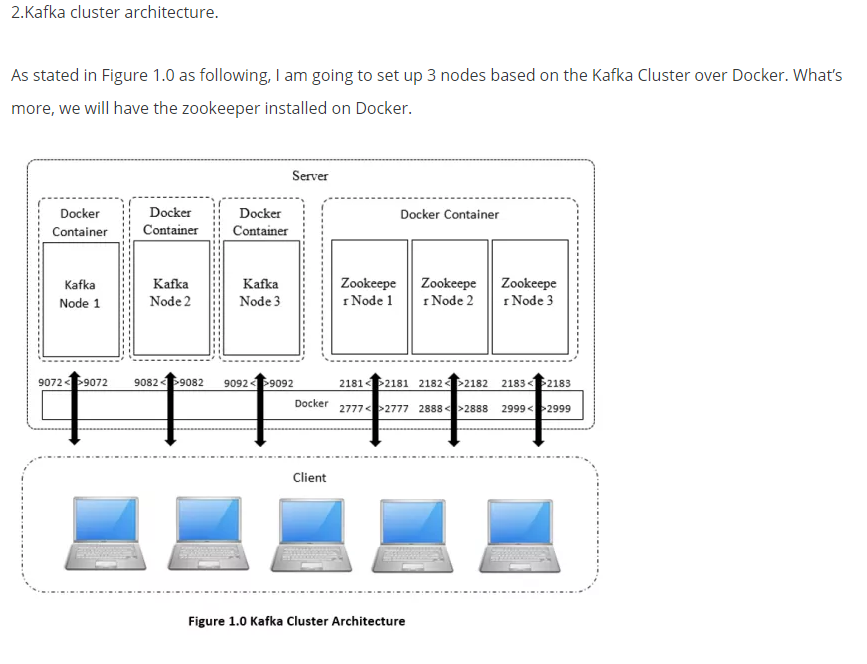 2.Kafka cluster architecture.
As stated in Figure 1.0 as following, I am going to set up 3 nodes based on the Kafka Cluster over Docker. What's
more, we will have the zookeeper installed on Docker.
Server
Docker
Container
Docker
Container
Docker
Container
Docker Container
Kafka
Node 1
Kafka
Node 2
Kafka
Node 3
Zookeepe
r Node 1
Zookeepe
r Node 2
Zookeepe
r Node 3
9072<>9072
9082<>9082
9092<>9092
2181<>2181
2182<>2182
2183<>2183
Docker
2777<>2777
2888<>2888
2999<>2999
Client
Figure 1.0 Kafka Cluster Architecture